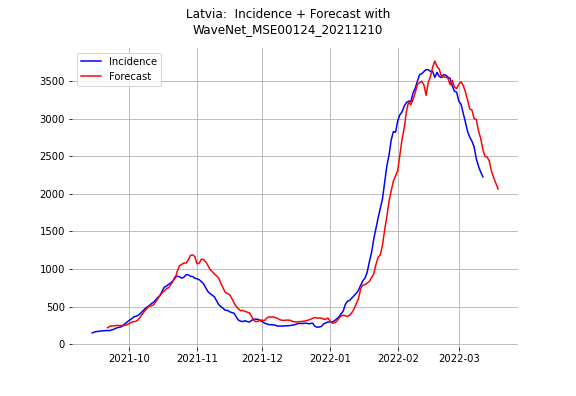 Latvia:  Incidence + Forecast with
WaveNet_MSE00124_20211210
Incidence
Forecast
3500
3000
2500
2000
1500
1000
500
0
2021-10 2021-11 2021-12 2022-01 2022-02 2022-03